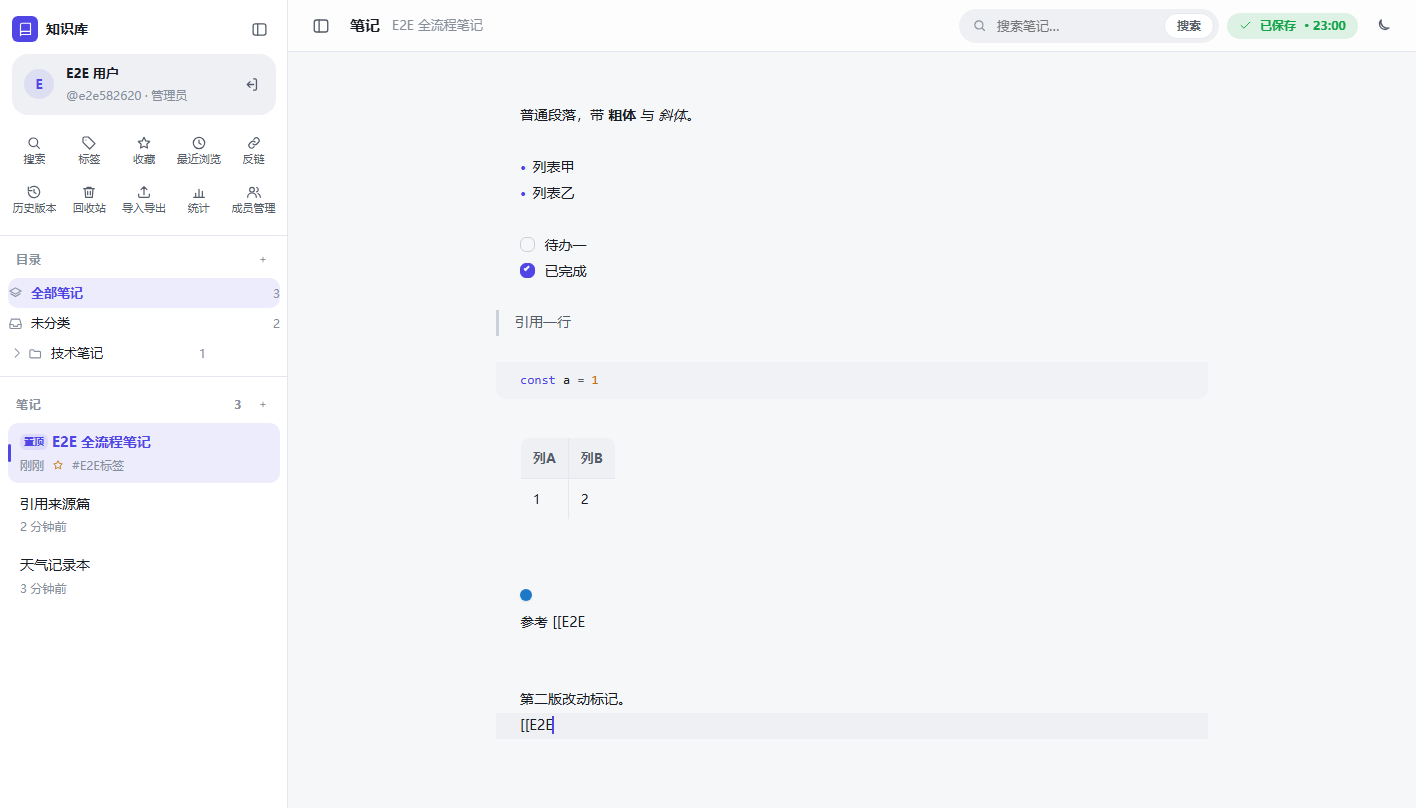 知识库
E
E2E 用户
@e2e582620 · 管理员
搜索
标签
收藏
最近浏览
反链
历史版本
回收站
导入导出
统计
成员管理
目录
+
全部笔记
3
未分类
2
技术笔记
1
笔记
3
+
置顶 E2E 全流程笔记
刚刚 #E2E标签
引用来源篇
2 分钟前
天气记录本
3 分钟前
笔记 E2E 全流程笔记
搜索笔记...
搜索
已保存 • 23:00
普通段落，带 粗体 与 斜体。
• 列表甲
• 列表乙
待办一
已完成
引用一行
const a = 1
列A 列B
1 2
参考 [[E2E
第二版改动标记。
[[E2E